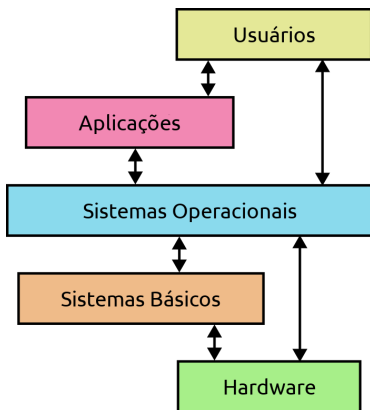 Usuários
Aplicações
Sistemas Operacionais
Sistemas Básicos
Hardware